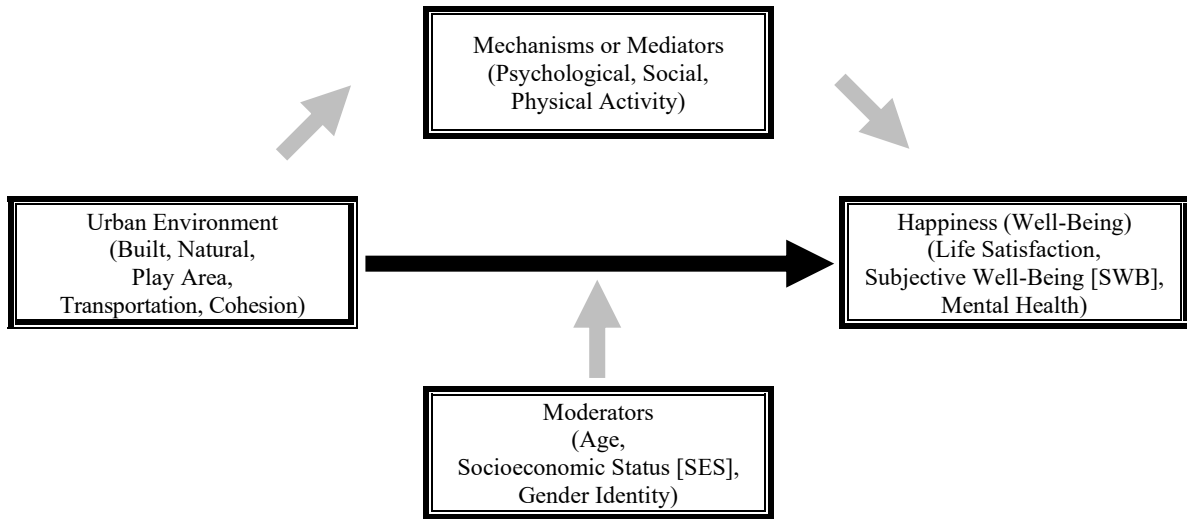 Mechanisms or Mediators
(Psychological, Social,
Physical Activity)
Urban Environment
(Built, Natural,
Play Area,
Transportation, Cohesion)
Happiness (Well-Being)
(Life Satisfaction,
Subjective Well-Being [SWB],
Mental Health)
Moderators
(Age,
Socioeconomic Status [SES],
Gender Identity)